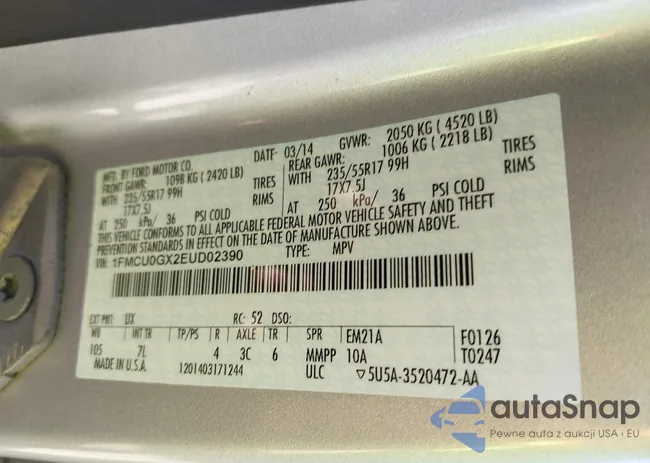 MFD. BY FORD MOTOR CO.
DATE: 03/14 GVWR: 2050 KG ( 4520 LB)
FRONT GAWR: 1098 KG ( 2420 LB) REAR GAWR: 1006 KG ( 2218 LB)
WITH 235/55R17 99H TIRES WITH 235/55R17 99H TIRES
17X7.5J RIMS 17X7.5J RIMS
AT 250 kPa/ 36 PSI COLD AT 250 kPa/ 36 PSI COLD
THIS VEHICLE CONFORMS TO ALL APPLICABLE FEDERAL MOTOR VEHICLE SAFETY AND THEFT
PREVENTION STANDARDS IN EFFECT ON THE DATE OF MANUFACTURE SHOWN ABOVE.
VIN: 1FMCU0GX2EUD02390 TYPE: MPV
EXT PNT: UX RC: 52 DSO:
WB INT TR TP/PS R AXLE TR SPR EM21A F0126
105 7L 4 3C 6 MMPP 10A T0247
MADE IN U.S.A. 1201403171244 ULC ▽5U5A-3520472-AA
autaSnap
Pewne auta z aukcji USA i EU